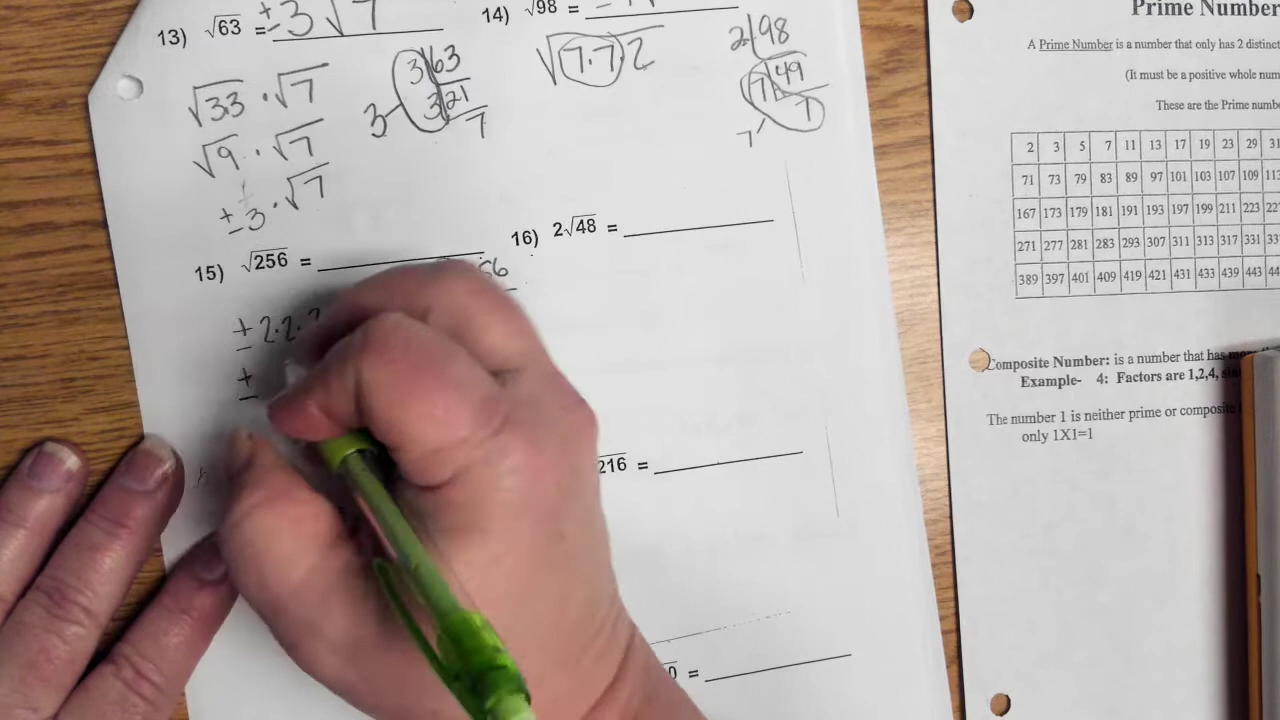 13) √63 = ±3√7
√33 · √7
√9 · √7
±3 · √7
3|63
3|21
7
3
14) √98 =
√7·7·2
2|98
7|49
7
7
15) √256 =
± 2·2·2
±
16) 2√48 =
216 =
0 =
Prime Number
A Prime Number is a number that only has 2 distinct
(It must be a positive whole num
These are the Prime numbe
2 3 5 7 11 13 17 19 23 29 31
71 73 79 83 89 97 101 103 107 109 113
167 173 179 181 191 193 197 199 211 223 227
271 277 281 283 293 307 311 313 317 331 33
389 397 401 409 419 421 431 433 439 443 44
Composite Number: is a number that has more
Example- 4: Factors are 1,2,4,
The number 1 is neither prime or composite
only 1X1=1